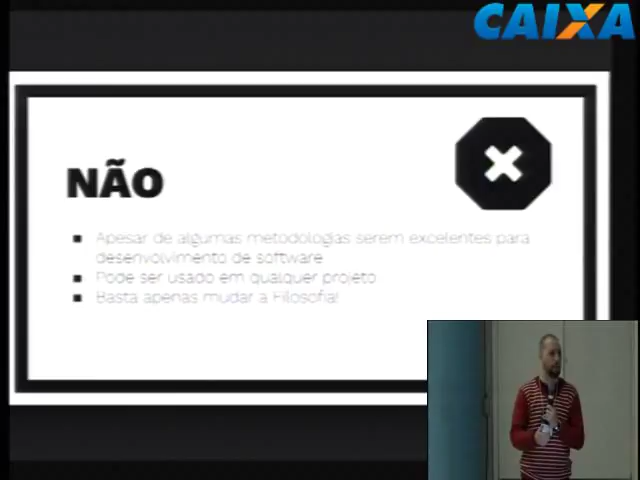 CAIXA
NÃO
Apesar de algumas metodologias serem excelentes para
desenvolvimento de software
Pode ser usado em qualquer projeto
Basta apenas mudar a Filosofia!